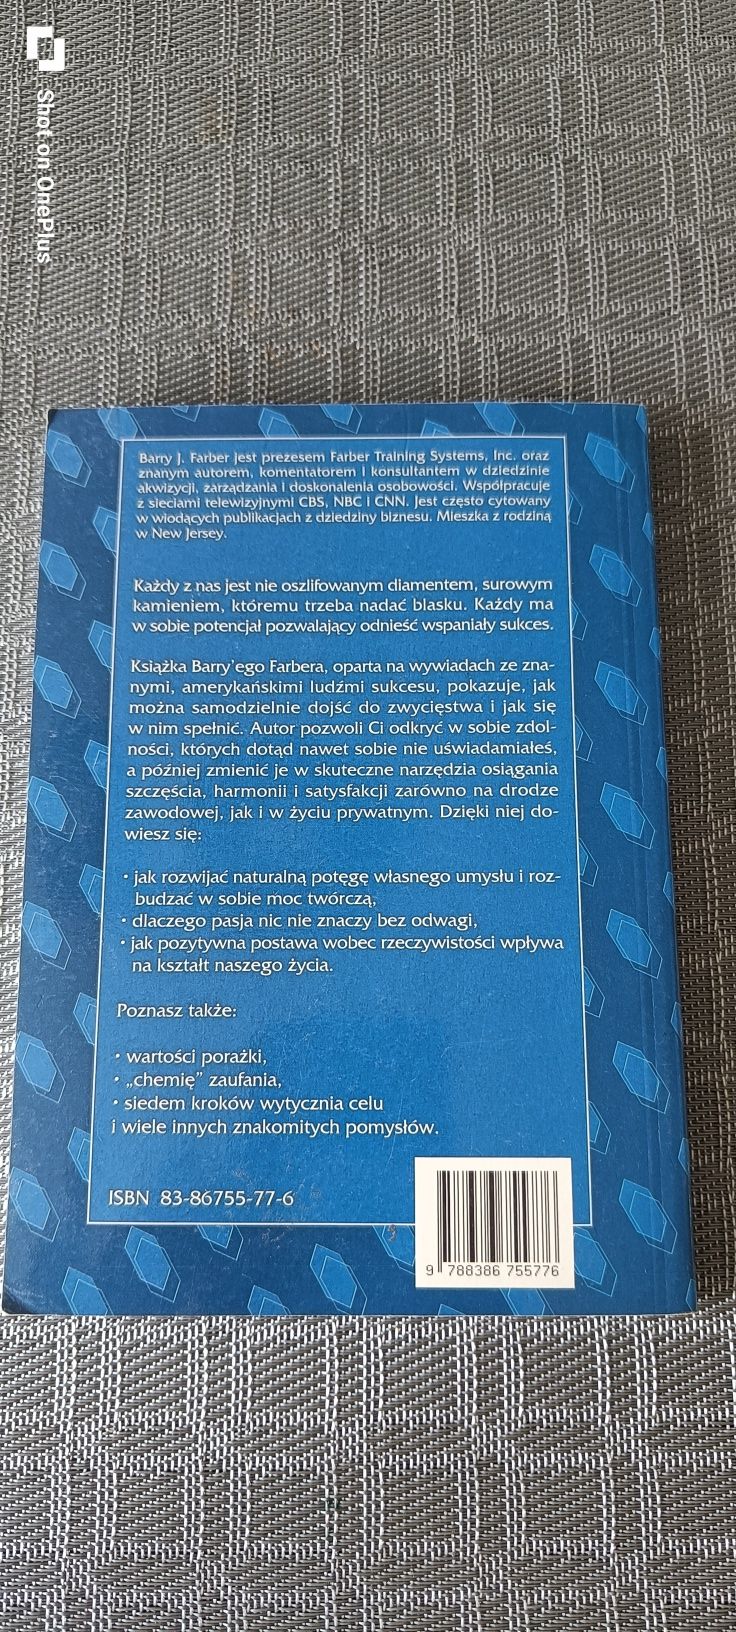 Shot on OnePlus
Barry J. Farber jest prezesem Farber Training Systems, Inc. oraz
znanym autorem, komentatorem i konsultantem w dziedzinie
akwizycji, zarządzania i doskonalenia osobowości. Współpracuje
z sieciami telewizyjnymi CBS, NBC i CNN. Jest często cytowany
w wiodących publikacjach z dziedziny biznesu. Mieszka z rodziną
w New Jersey.
Każdy z nas jest nie oszlifowanym diamentem, surowym
kamieniem, któremu trzeba nadać blasku. Każdy ma
w sobie potencjał pozwalający odnieść wspaniały sukces.
Książka Barry'ego Farbera, oparta na wywiadach ze zna-
nymi, amerykańskimi ludźmi sukcesu, pokazuje, jak
można samodzielnie dojść do zwycięstwa i jak się
w nim spełnić. Autor pozwoli Ci odkryć w sobie zdol-
ności, których dotąd nawet sobie nie uświadamiałeś,
a później zmienić je w skuteczne narzędzia osiągania
szczęścia, harmonii i satysfakcji zarówno na drodze
zawodowej, jak i w życiu prywatnym. Dzięki niej do-
wiesz się:
• jak rozwijać naturalną potęgę własnego umysłu i roz-
budzać w sobie moc twórczą,
• dlaczego pasja nic nie znaczy bez odwagi,
• jak pozytywna postawa wobec rzeczywistości wpływa
na kształt naszego życia.
Poznasz także:
• wartości porażki,
• „chemię” zaufania,
• siedem kroków wytycznia celu
i wiele innych znakomitych pomysłów.
ISBN 83-86755-77-6
9 788386 755776